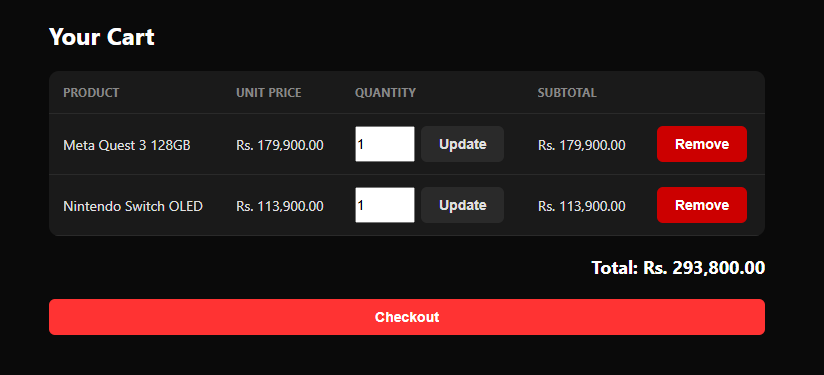 Your Cart
PRODUCT UNIT PRICE QUANTITY SUBTOTAL
Meta Quest 3 128GB Rs. 179,900.00 1 Update Rs. 179,900.00 Remove
Nintendo Switch OLED Rs. 113,900.00 1 Update Rs. 113,900.00 Remove
Total: Rs. 293,800.00
Checkout